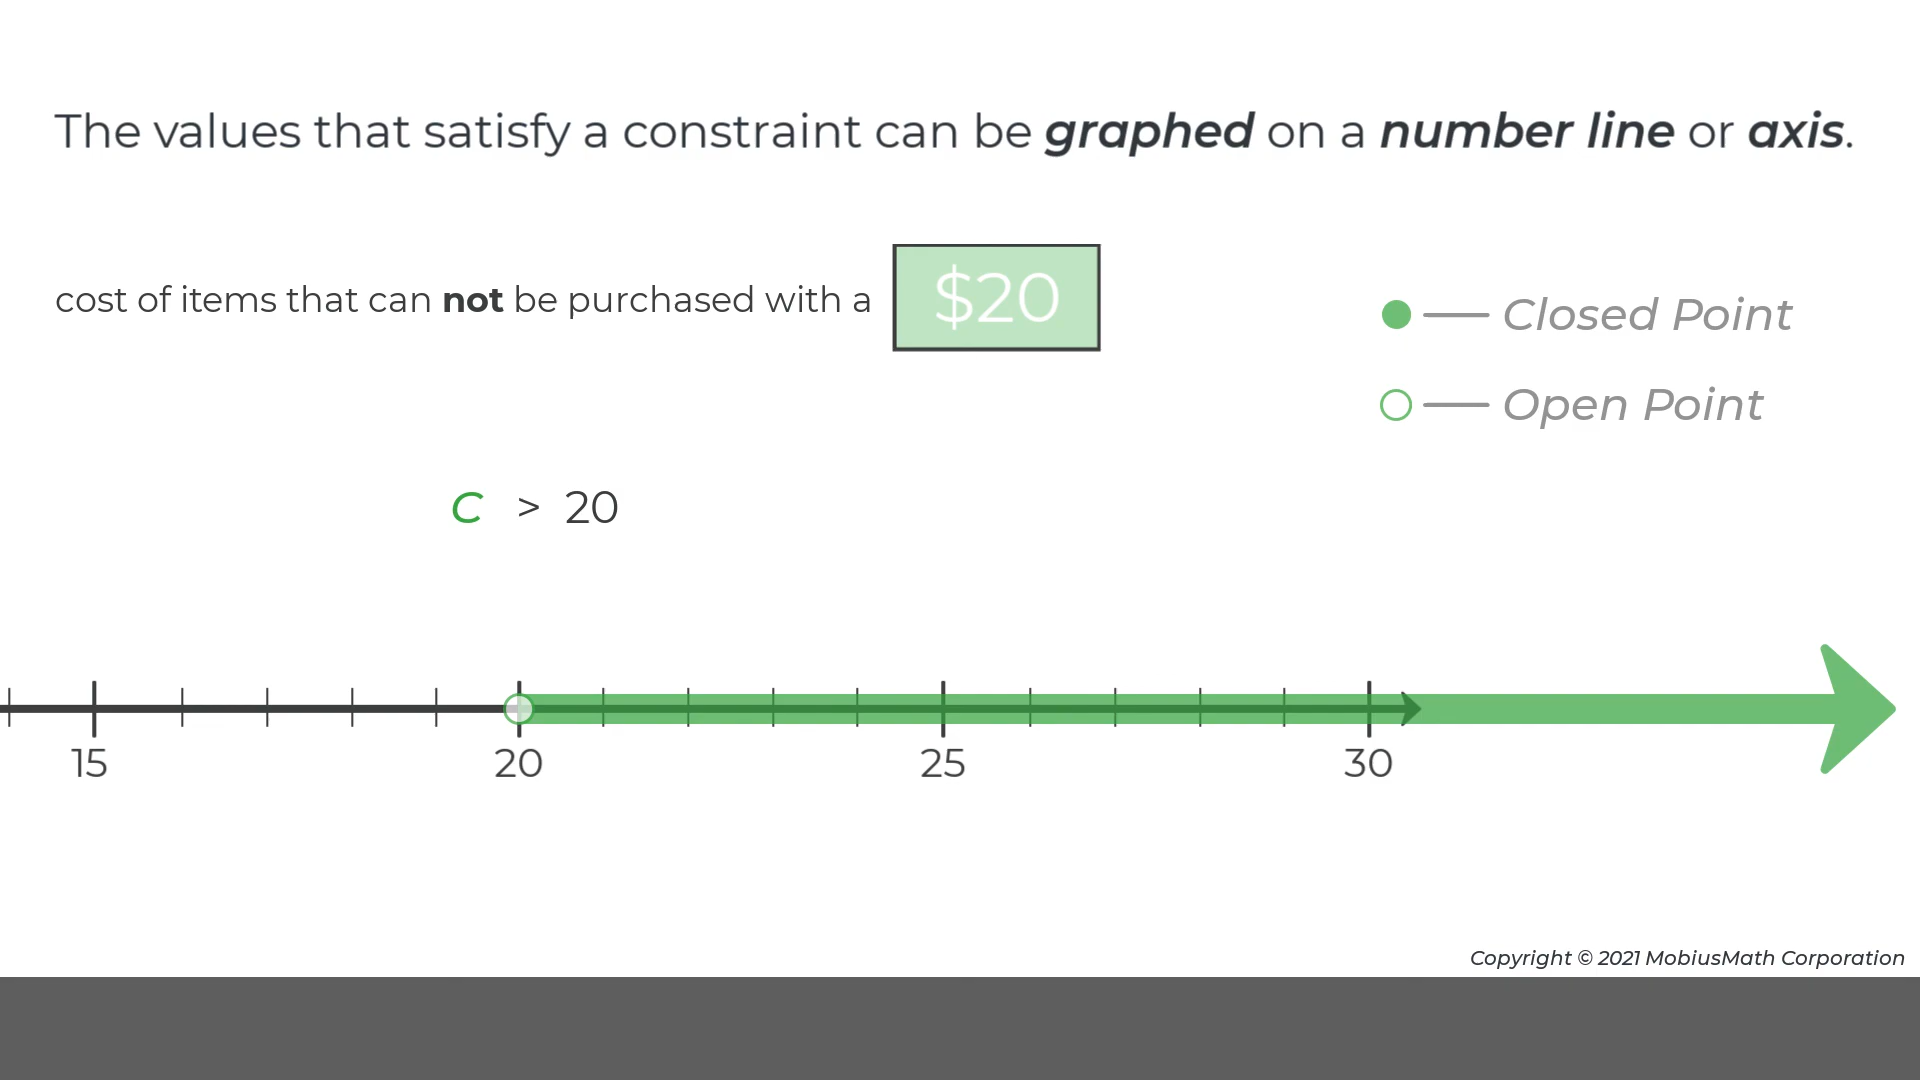 The values that satisfy a constraint can be graphed on a number line or axis.
cost of items that can not be purchased with a $20
Closed Point
Open Point
C > 20
15 20 25 30
Copyright © 2021 MobiusMath Corporation